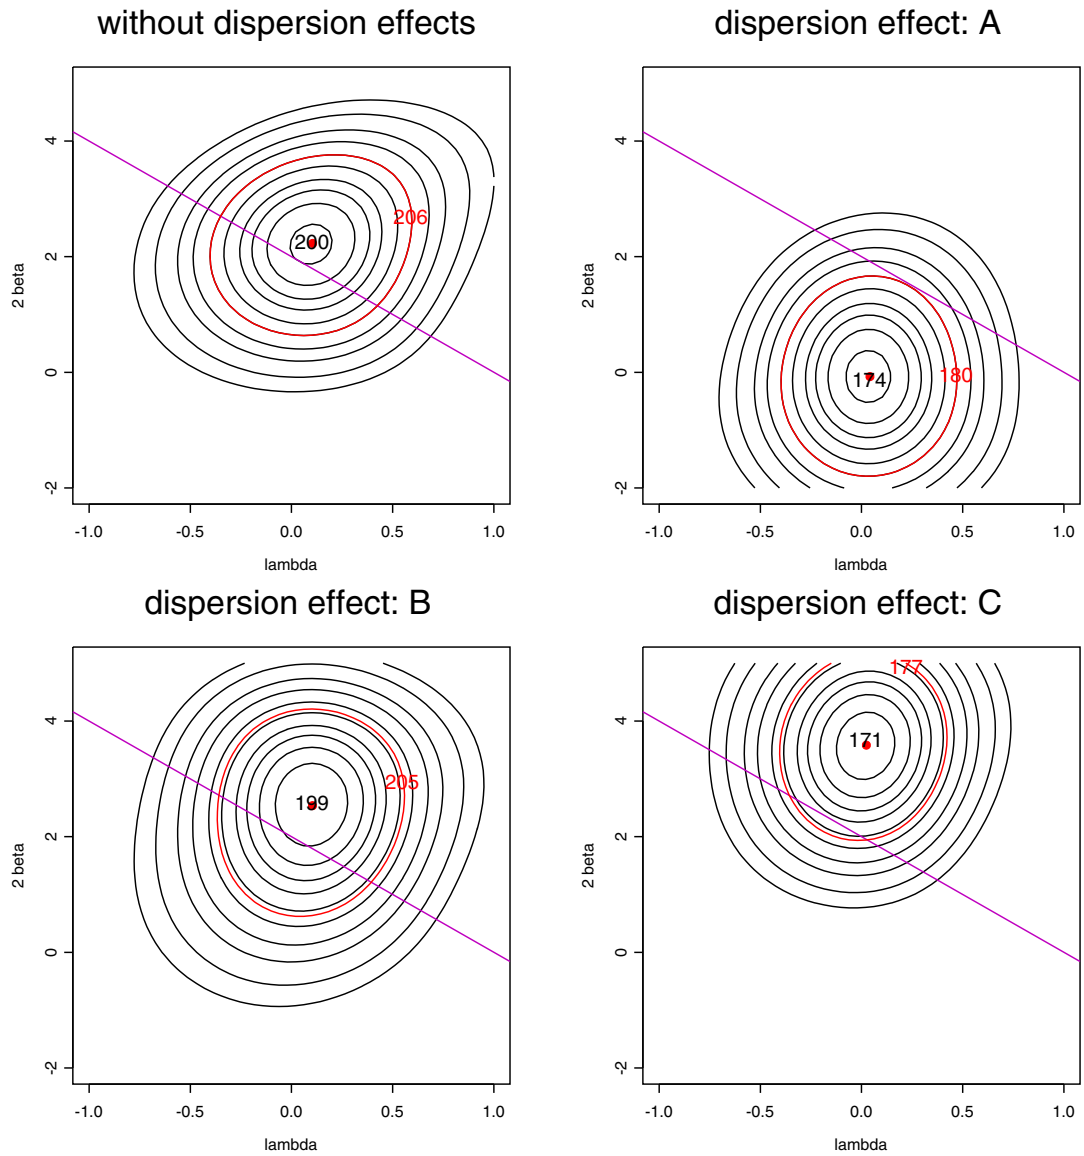 without dispersion effects
dispersion effect: A
2 beta
4
2
0
-2
206
200
-1.0 -0.5 0.0 0.5 1.0
lambda
2 beta
4
2
0
-2
180
174
-1.0 -0.5 0.0 0.5 1.0
lambda
dispersion effect: B
dispersion effect: C
2 beta
4
2
0
-2
205
199
-1.0 -0.5 0.0 0.5 1.0
lambda
2 beta
4
2
0
-2
177
171
-1.0 -0.5 0.0 0.5 1.0
lambda